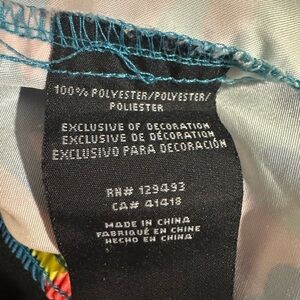 100% POLYESTER/POLYESTER/
POLIESTER
EXCLUSIVE OF DECORATION
EXCLUSIVE DE DÉCORATION
EXCLUSIVO PARA DECORACIÓN
RN# 129493
CA# 41418
MADE IN CHINA
FABRIQUÉ EN CHINE
HECHO EN CHINA